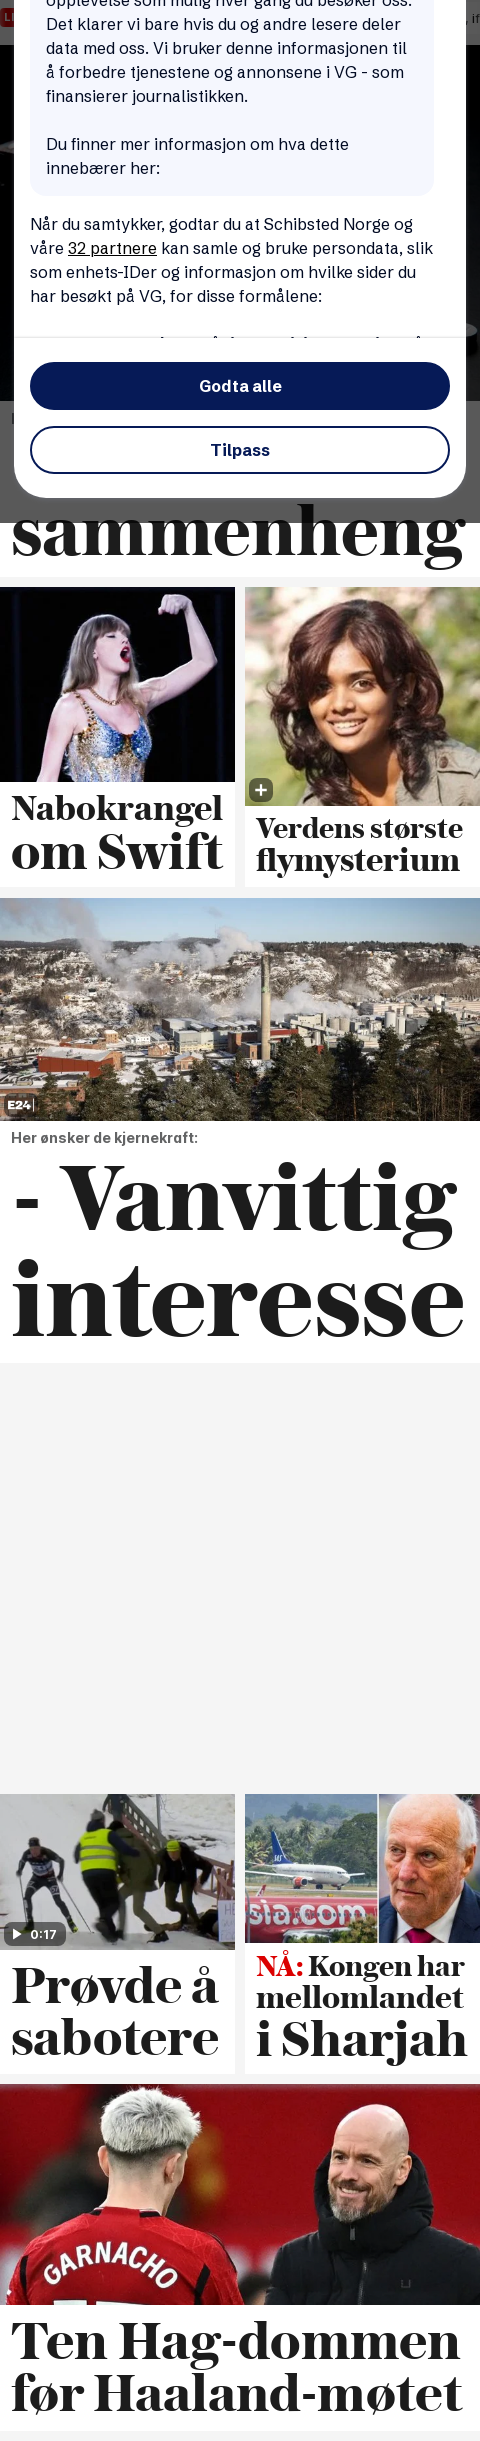 opplevelse som mulig hver gang du besøker oss.
Det klarer vi bare hvis du og andre lesere deler
data med oss. Vi bruker denne informasjonen til
å forbedre tjenestene og annonsene i VG - som
finansierer journalistikken.
Du finner mer informasjon om hva dette
innebærer her:
Når du samtykker, godtar du at Schibsted Norge og
våre 32 partnere kan samle og bruke persondata, slik
som enhets-IDer og informasjon om hvilke sider du
har besøkt på VG, for disse formålene:
Godta alle
Tilpass
sammenheng
Nabokrangel
om Swift
Verdens største
flymysterium
E24
Her ønsker de kjernekraft:
- Vanvittig
interesse
0:17
Prøvde å
sabotere
SAS
sia.com
NÅ: Kongen har
mellomlandet
i Sharjah
GARNACHO
Ten Hag-dommen
før Haaland-møtet